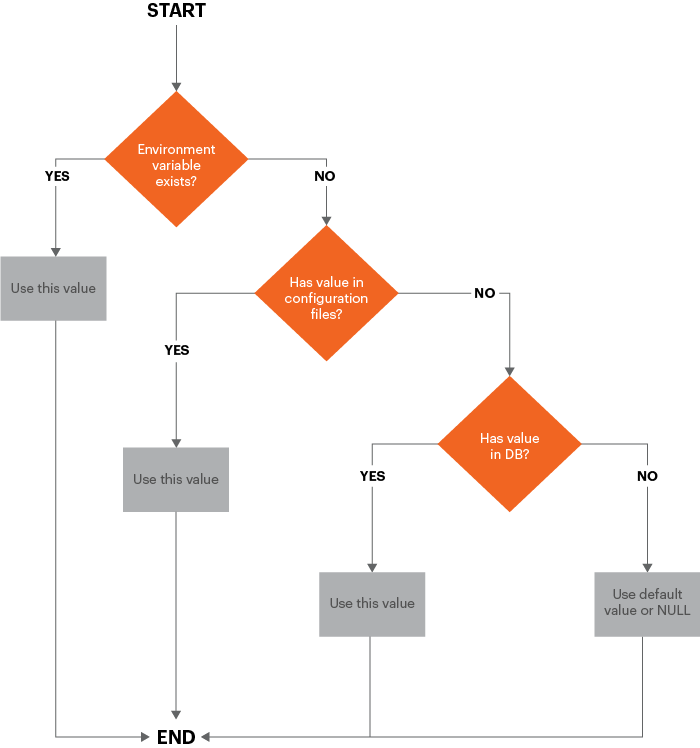 START
Environment
variable
exists?
YES
NO
Use this value
Has value in
configuration
files?
NO
YES
Has value
in DB?
Use this value
YES
NO
Use this value
Use default
value or NULL
END